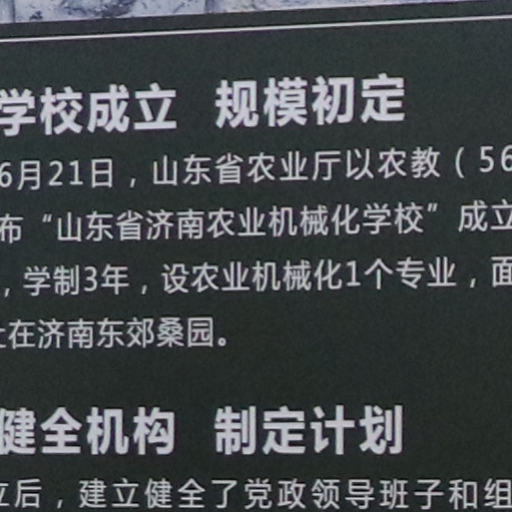 学校成立 规模初定
6月21日，山东省农业厅以农教（56
布“山东省济南农业机械化学校”成立
，学制3年，设农业机械化1个专业，面
在济南东郊桑园。
健全机构 制定计划
后，建立健全了党政领导班子和组